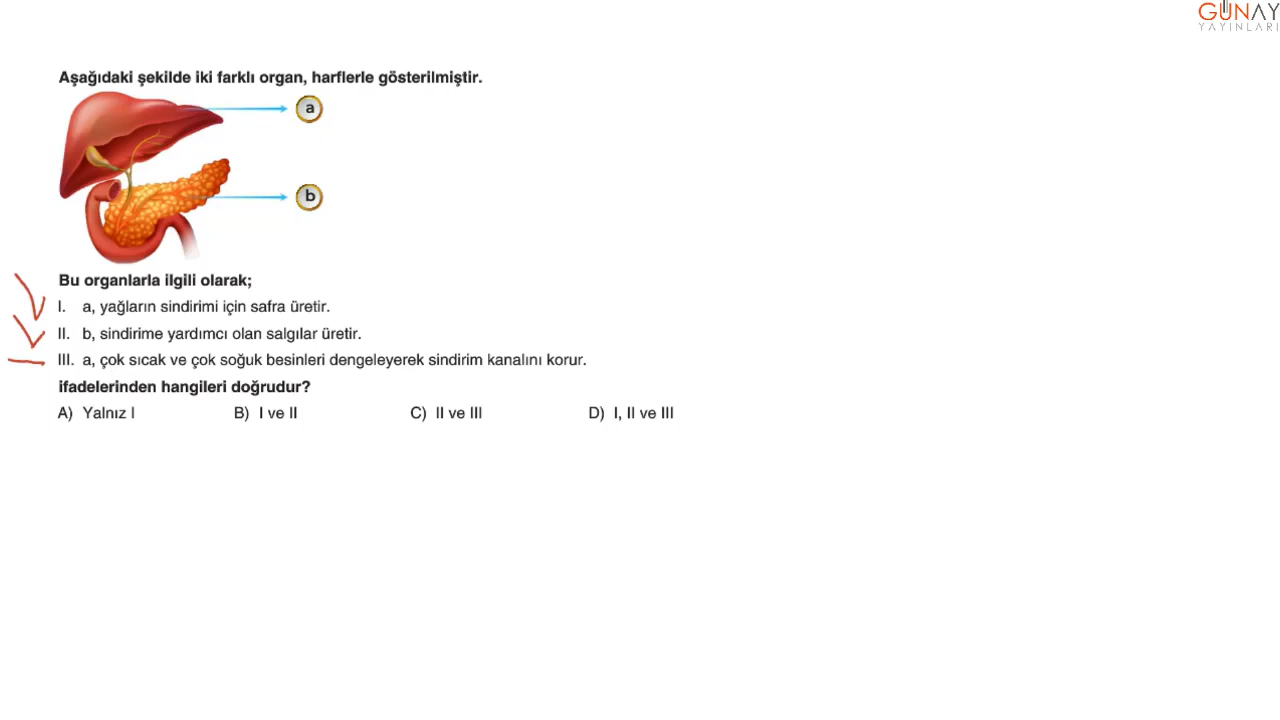 GÜNAY
YAYINLARI
Aşağıdaki şekilde iki farklı organ, harflerle gösterilmiştir.
a
b
Bu organlarla ilgili olarak;
I. a, yağların sindirimi için safra üretir.
II. b, sindirime yardımcı olan salgılar üretir.
III. a, çok sıcak ve çok soğuk besinleri dengeleyerek sindirim kanalını korur.
ifadelerinden hangileri doğrudur?
A) Yalnız I B) I ve II C) II ve III D) I, II ve III